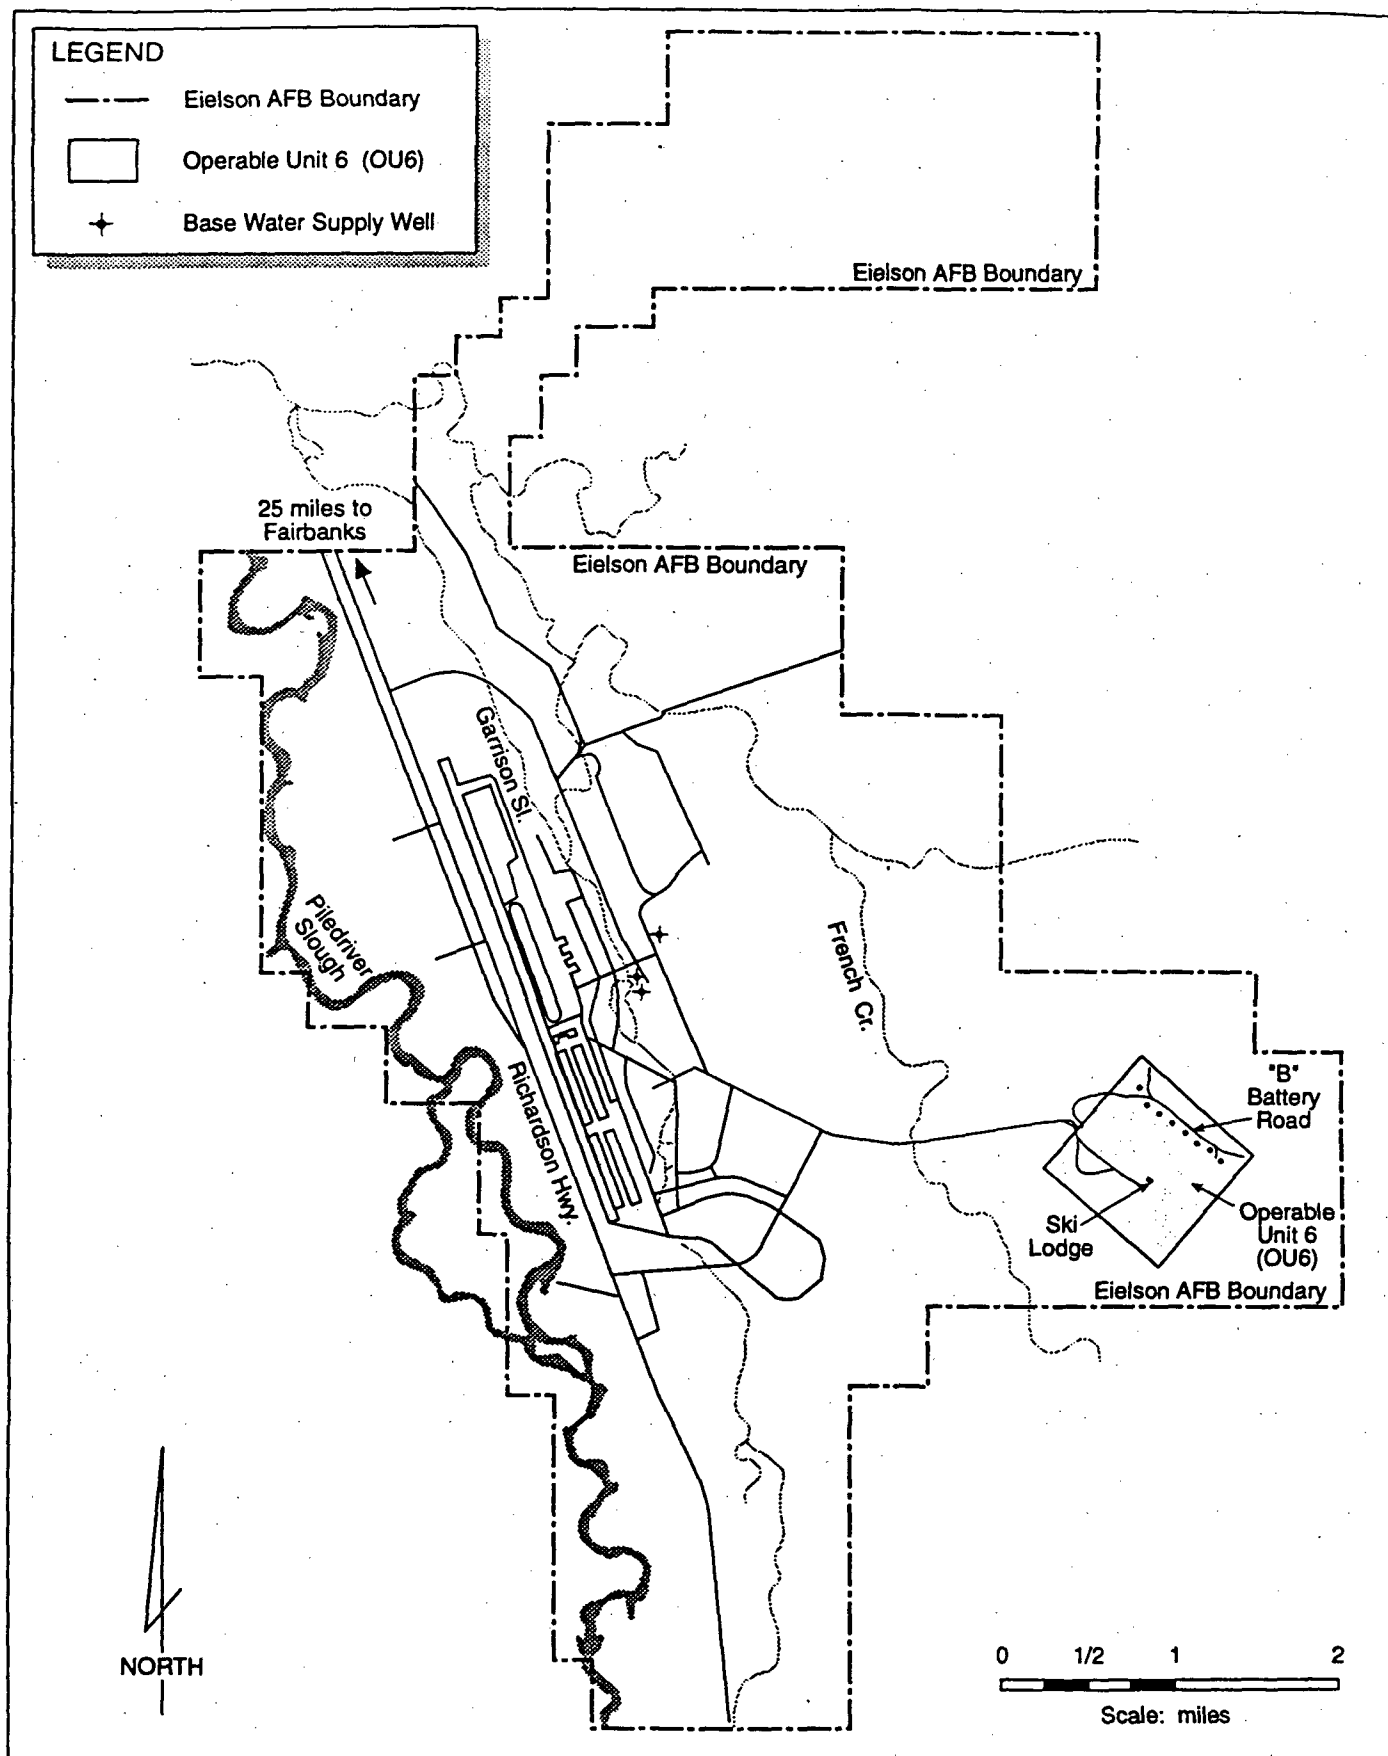 LEGEND
Eielson AFB Boundary
Operable Unit 6 (OU6)
Base Water Supply Well
Eielson AFB Boundary
25 miles to
Fairbanks
Eielson AFB Boundary
Garrison Sl.
Piledriver
Slough
French Cr.
Richardson Hwy.
"B"
Battery
Road
Ski
Lodge
Operable
Unit 6
(OU6)
Eielson AFB Boundary
NORTH
0 1/2 1 2
Scale: miles